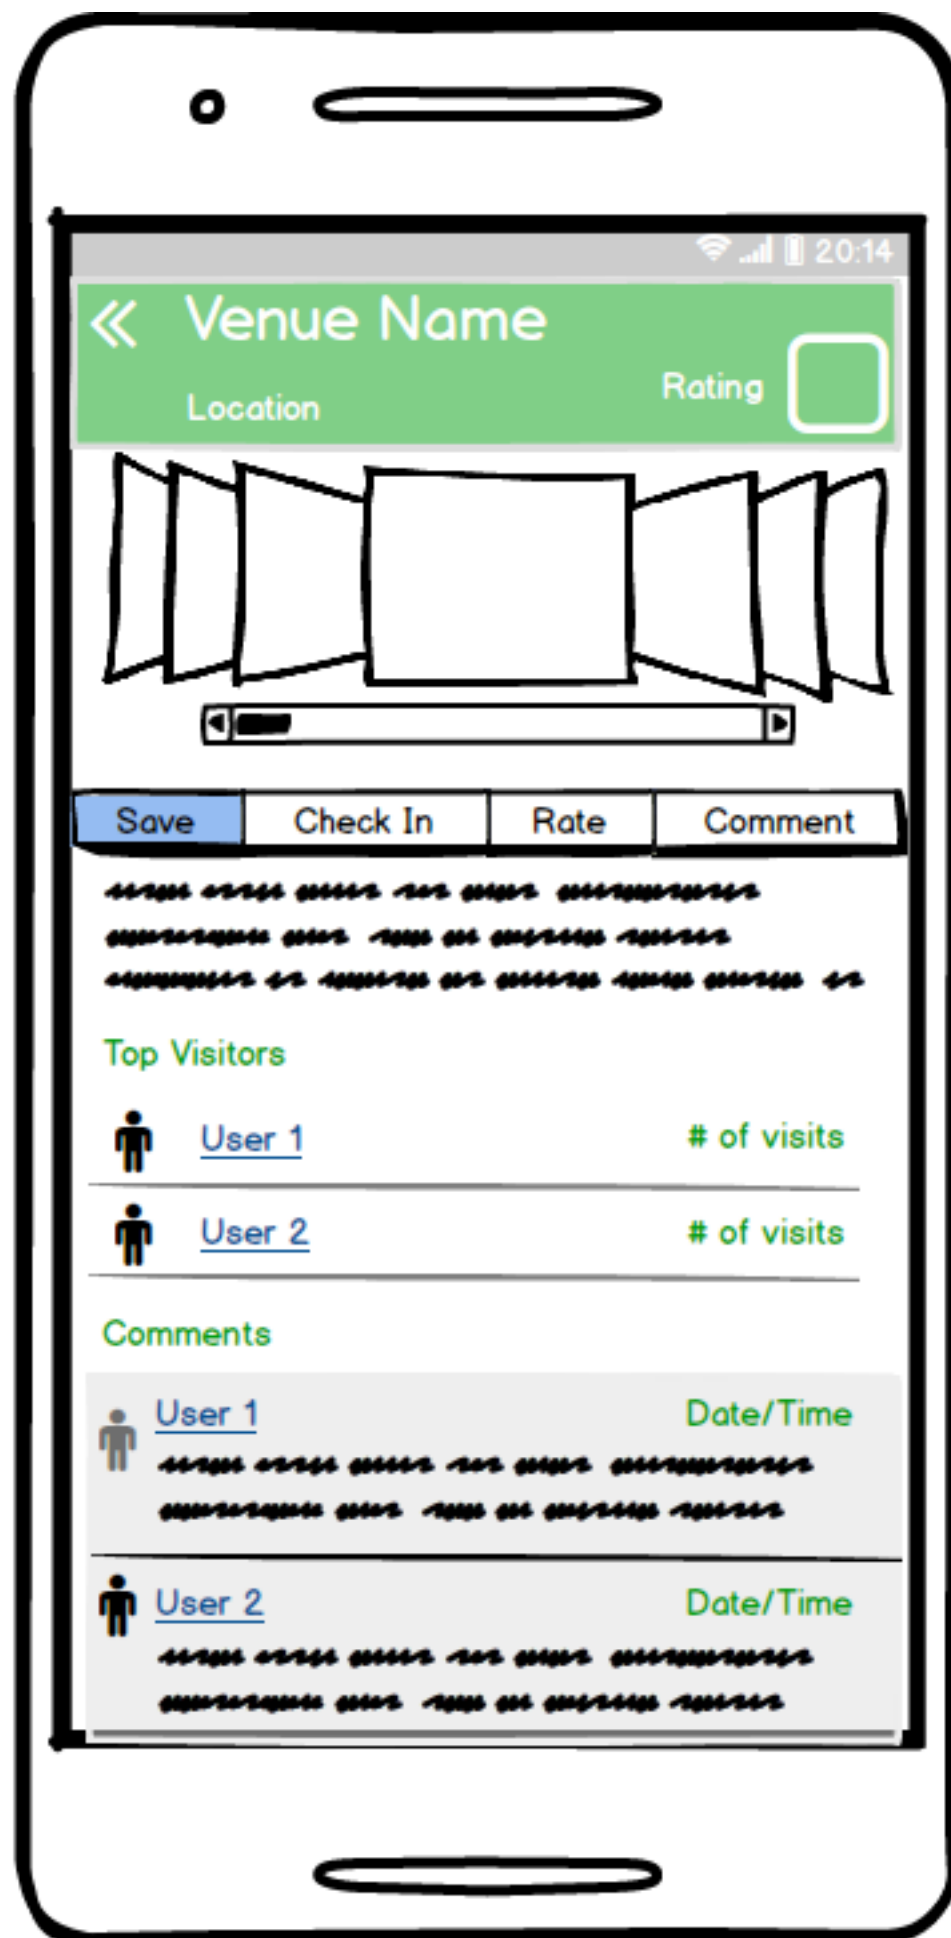 20:14
Venue Name
Location
Rating
Save Check In Rate Comment
Top Visitors
User 1 # of visits
User 2 # of visits
Comments
User 1 Date/Time
User 2 Date/Time